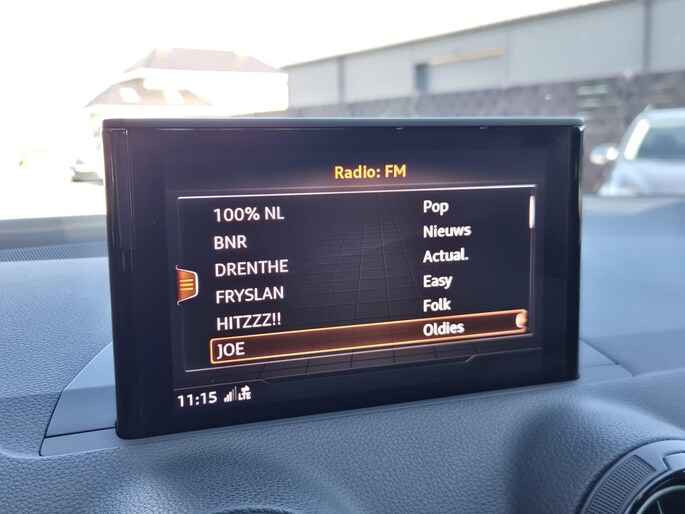 Radio: FM
100% NL Pop
BNR Nieuws
DRENTHE Actual.
FRYSLAN Easy
HITZZZ!! Folk
JOE Oldies
11:15 LTE